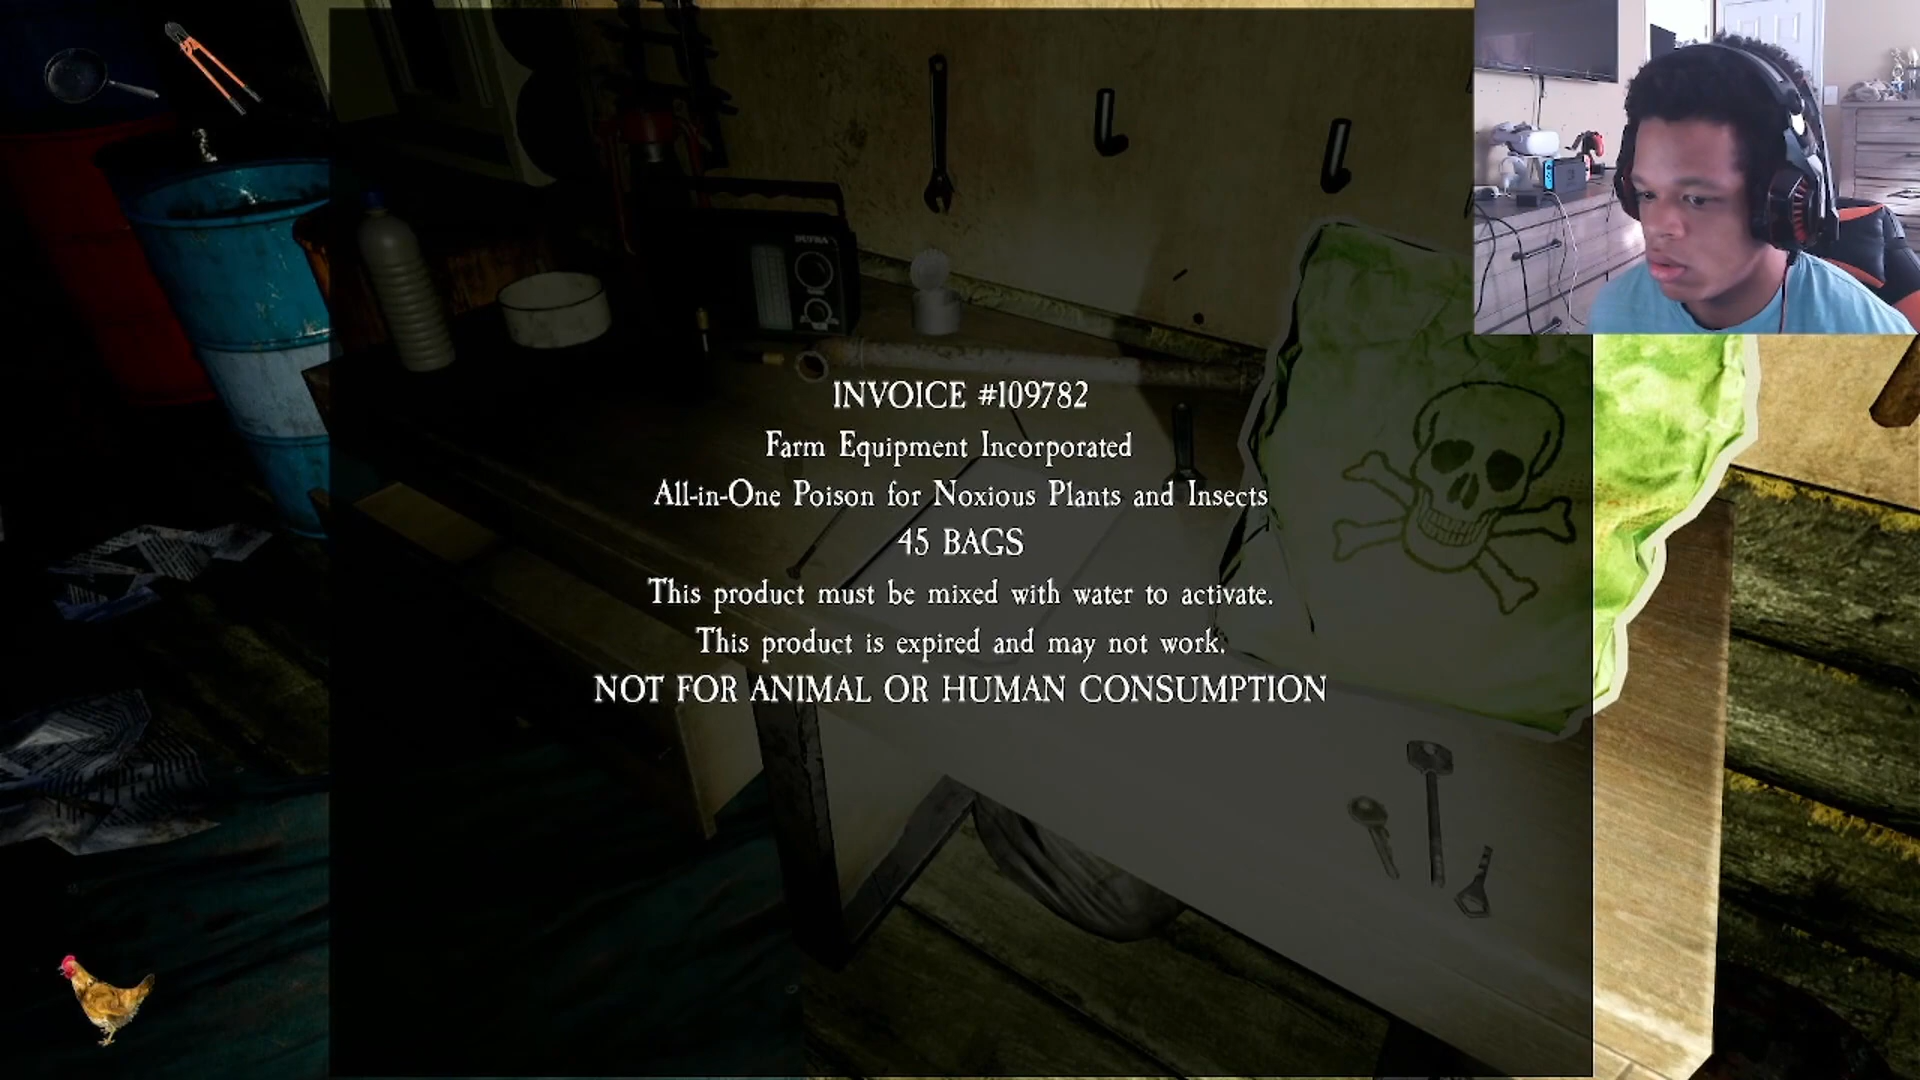 INVOICE #109782
Farm Equipment Incorporated
All-in-One Poison for Noxious Plants and Insects
45 BAGS
This product must be mixed with water to activate.
This product is expired and may not work.
NOT FOR ANIMAL OR HUMAN CONSUMPTION